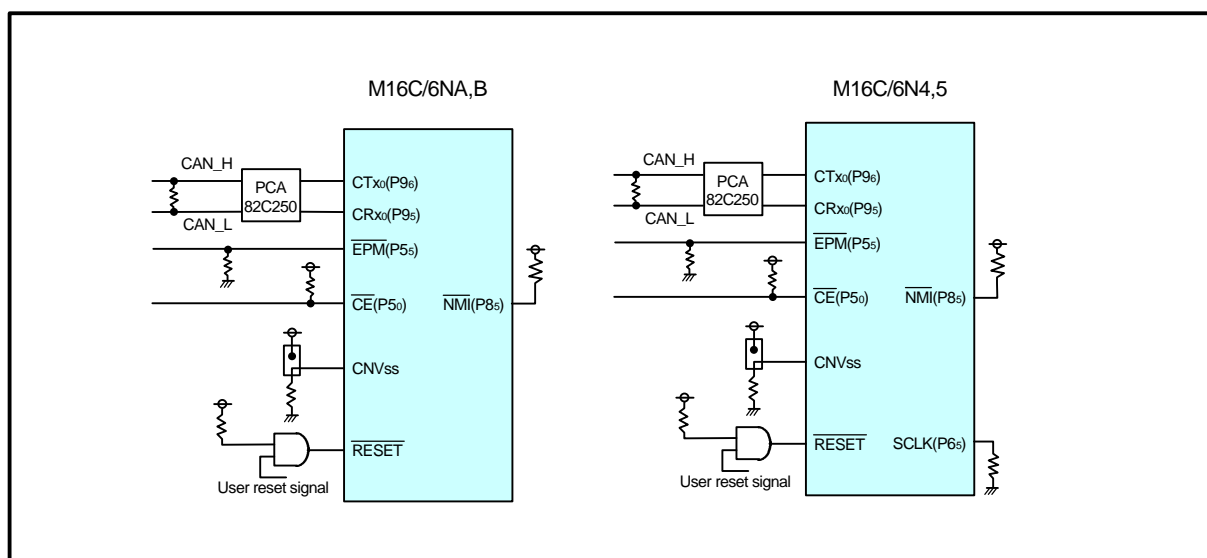 M16C/6NA,B
CAN_H
PCA
82C250
CAN_L
CTx0(P96)
CRx0(P95)
EPM(P55)
CE(P50)
NMI(P85)
CNVss
RESET
User reset signal
M16C/6N4,5
CAN_H
PCA
82C250
CAN_L
CTx0(P96)
CRx0(P95)
EPM(P55)
CE(P50)
NMI(P85)
CNVss
RESET
SCLK(P65)
User reset signal